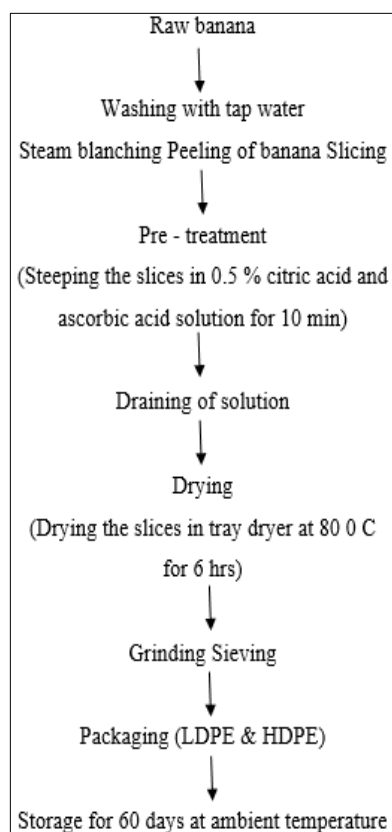 Raw banana
Washing with tap water
Steam blanching Peeling of banana Slicing
Pre - treatment
(Steeping the slices in 0.5 % citric acid and
ascorbic acid solution for 10 min)
Draining of solution
Drying
(Drying the slices in tray dryer at 80 0 C
for 6 hrs)
Grinding Sieving
Packaging (LDPE & HDPE)
Storage for 60 days at ambient temperature